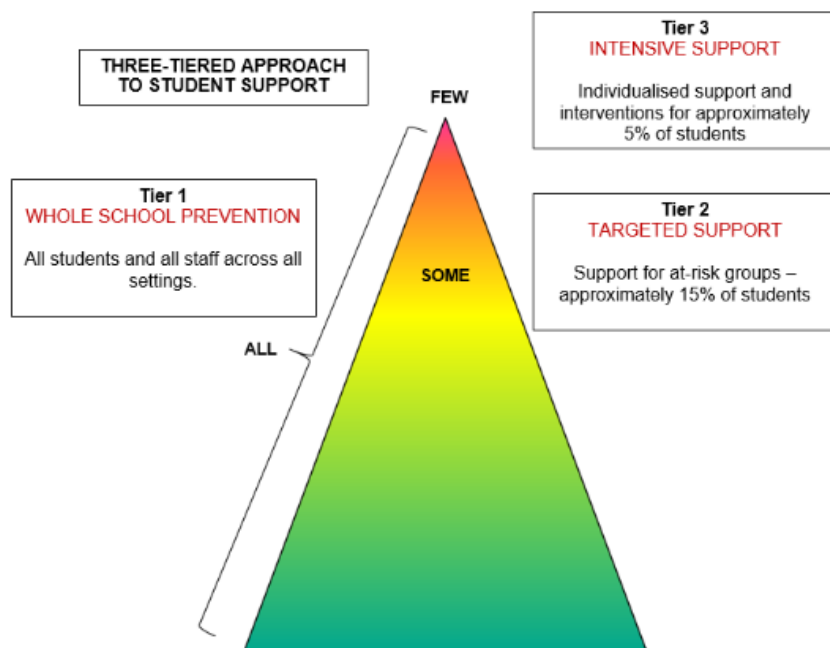 THREE-TIERED APPROACH
TO STUDENT SUPPORT
FEW
Tier 3
INTENSIVE SUPPORT
Individualised support and
interventions for approximately
5% of students
Tier 1
WHOLE SCHOOL PREVENTION
All students and all staff across all
settings.
Tier 2
TARGETED SUPPORT
Support for at-risk groups –
approximately 15% of students
SOME
ALL